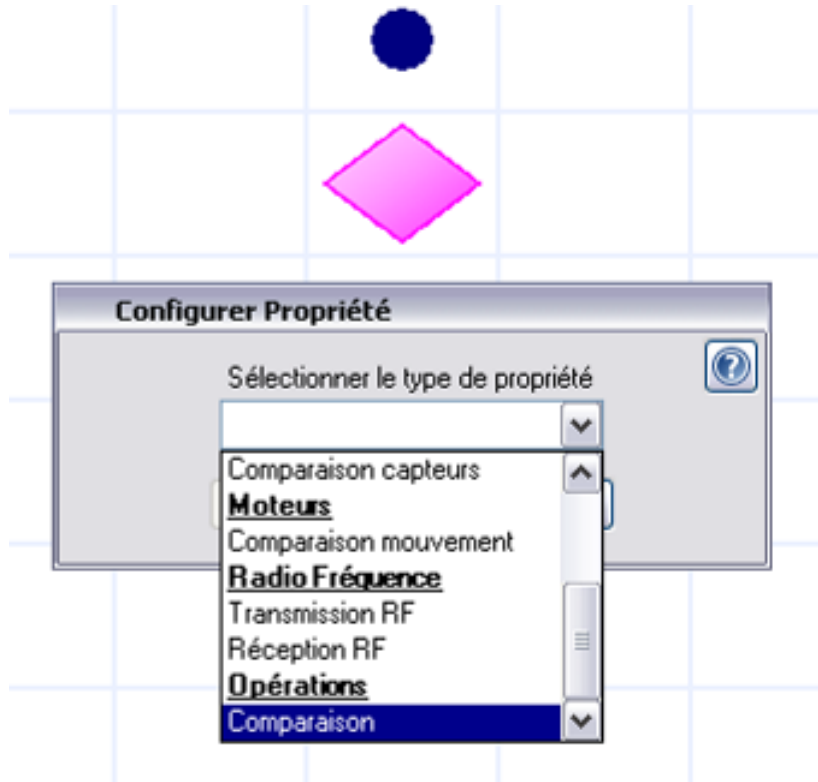 Configurer Propriété
Sélectionner le type de propriété
Comparaison capteurs
Moteurs
Comparaison mouvement
Radio Fréquence
Transmission RF
Réception RF
Opérations
Comparaison